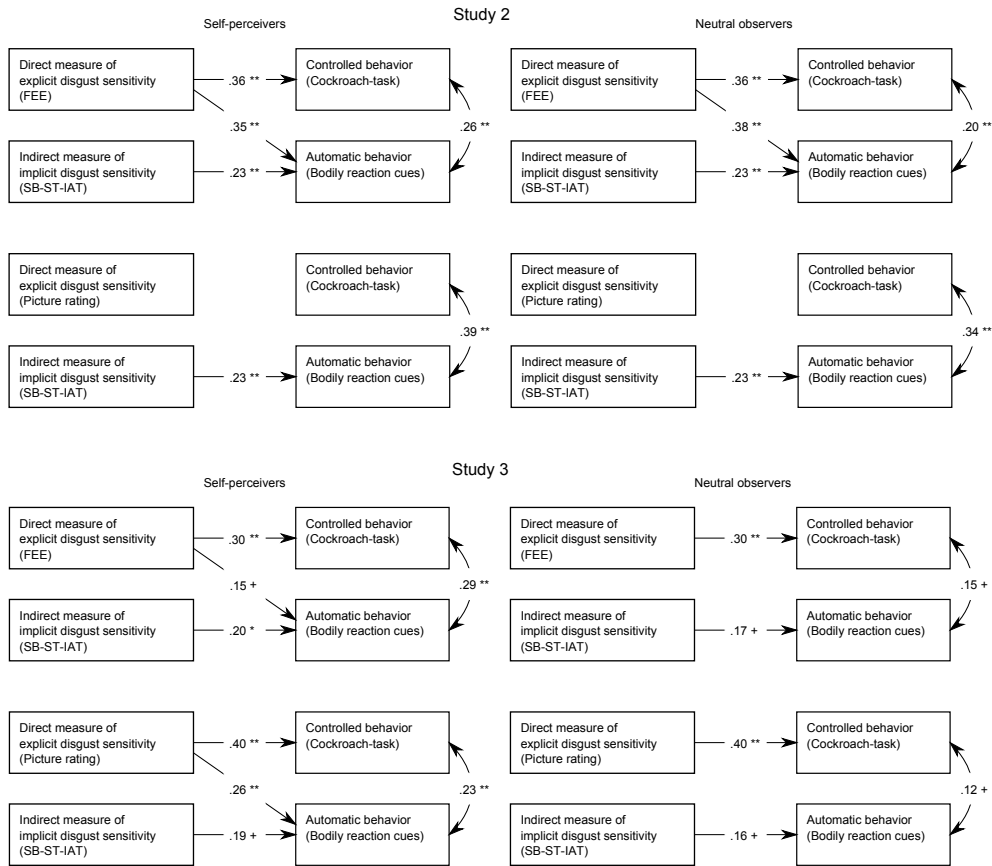 Study 2
Self-perceivers
Neutral observers
Direct measure of
explicit disgust sensitivity
(FEE)
.36 **
Controlled behavior
(Cockroach-task)
.35 **
.26 **
Indirect measure of
implicit disgust sensitivity
(SB-ST-IAT)
.23 **
Automatic behavior
(Bodily reaction cues)
Direct measure of
explicit disgust sensitivity
(FEE)
.36 **
Controlled behavior
(Cockroach-task)
.38 **
.20 **
Indirect measure of
implicit disgust sensitivity
(SB-ST-IAT)
.23 **
Automatic behavior
(Bodily reaction cues)
Direct measure of
explicit disgust sensitivity
(Picture rating)
Controlled behavior
(Cockroach-task)
.39 **
Indirect measure of
implicit disgust sensitivity
(SB-ST-IAT)
.23 **
Automatic behavior
(Bodily reaction cues)
Direct measure of
explicit disgust sensitivity
(Picture rating)
Controlled behavior
(Cockroach-task)
.34 **
Indirect measure of
implicit disgust sensitivity
(SB-ST-IAT)
.23 **
Automatic behavior
(Bodily reaction cues)
Study 3
Self-perceivers
Neutral observers
Direct measure of
explicit disgust sensitivity
(FEE)
.30 **
Controlled behavior
(Cockroach-task)
.15 +
.29 **
Indirect measure of
implicit disgust sensitivity
(SB-ST-IAT)
.20 *
Automatic behavior
(Bodily reaction cues)
Direct measure of
explicit disgust sensitivity
(FEE)
.30 **
Controlled behavior
(Cockroach-task)
.15 +
Indirect measure of
implicit disgust sensitivity
(SB-ST-IAT)
.17 +
Automatic behavior
(Bodily reaction cues)
Direct measure of
explicit disgust sensitivity
(Picture rating)
.40 **
Controlled behavior
(Cockroach-task)
.26 **
.23 **
Indirect measure of
implicit disgust sensitivity
(SB-ST-IAT)
.19 +
Automatic behavior
(Bodily reaction cues)
Direct measure of
explicit disgust sensitivity
(Picture rating)
.40 **
Controlled behavior
(Cockroach-task)
.12 +
Indirect measure of
implicit disgust sensitivity
(SB-ST-IAT)
.16 +
Automatic behavior
(Bodily reaction cues)